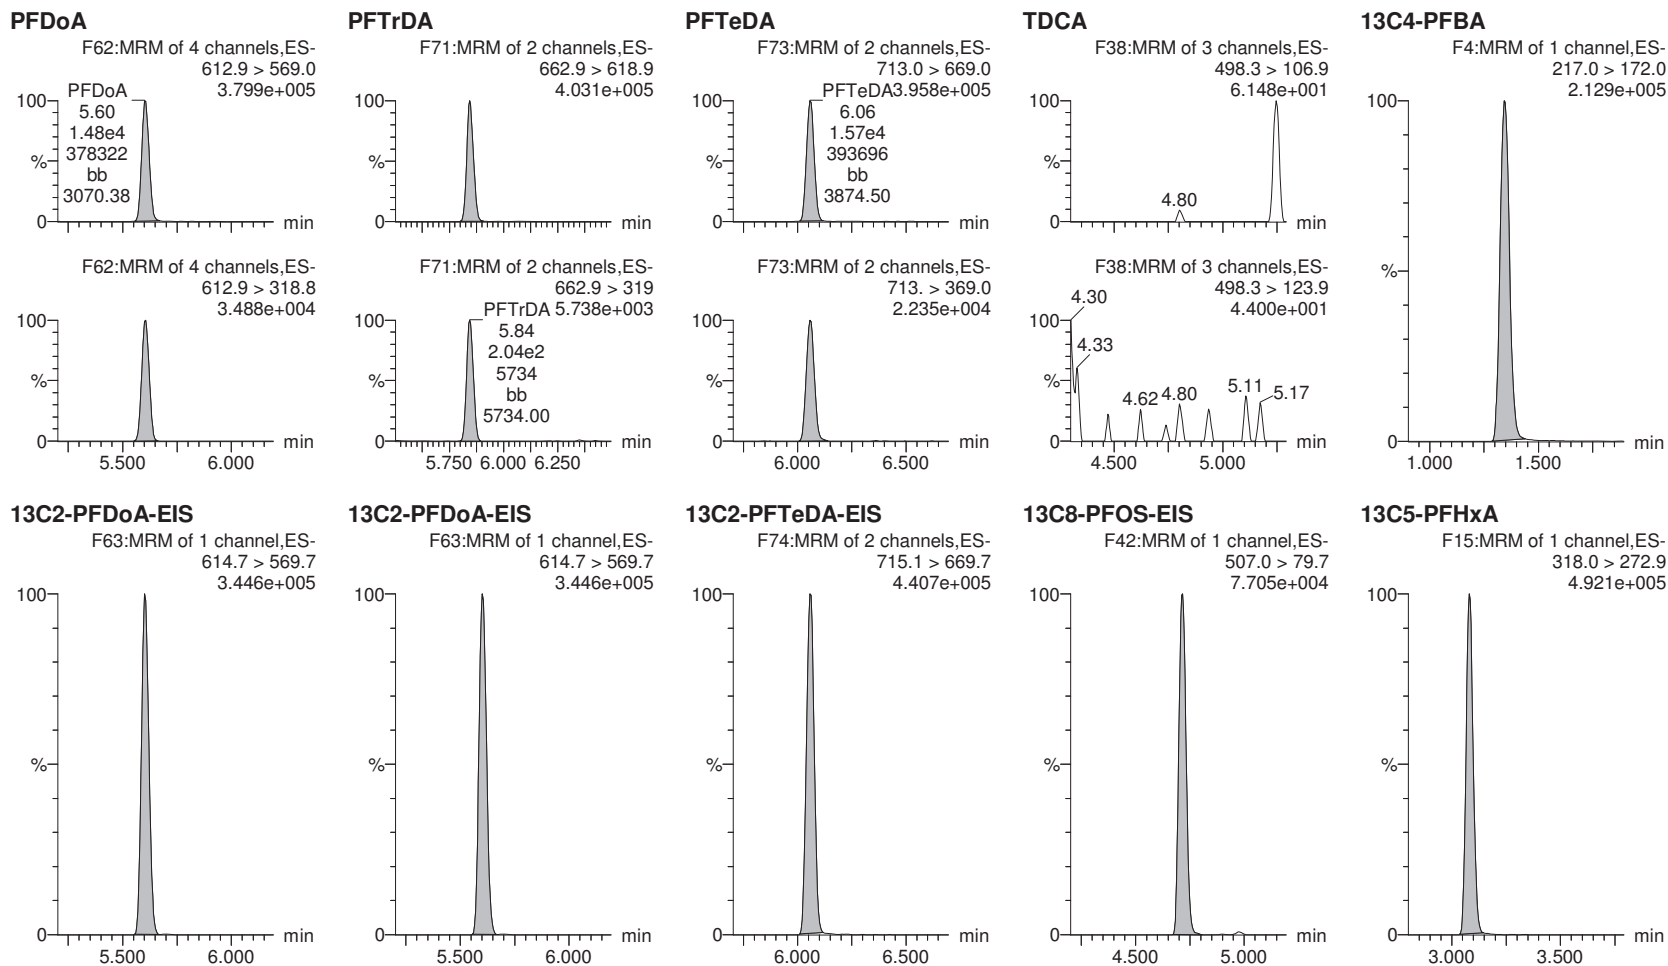 PFDoA
F62:MRM of 4 channels,ES-
612.9 > 569.0
3.799e+005
100
%
0
PFDoA
5.60
1.48e4
378322
bb
3070.38
min
F62:MRM of 4 channels,ES-
612.9 > 318.8
3.488e+004
100
%
0
min
5.500 6.000
PFTrDA
F71:MRM of 2 channels,ES-
662.9 > 618.9
4.031e+005
100
%
0
min
F71:MRM of 2 channels,ES-
662.9 > 319
5.738e+003
100
%
0
PFTrDA
5.84
2.04e2
5734
bb
5734.00
min
5.750 6.000 6.250
PFTeDA
F73:MRM of 2 channels,ES-
713.0 > 669.0
3.958e+005
100
%
0
PFTeDA
6.06
1.57e4
393696
bb
3874.50
min
F73:MRM of 2 channels,ES-
713. > 369.0
2.235e+004
100
%
0
min
6.000 6.500
TDCA
F38:MRM of 3 channels,ES-
498.3 > 106.9
6.148e+001
100
%
0
4.80
min
F38:MRM of 3 channels,ES-
498.3 > 123.9
4.400e+001
100
%
0
4.30
4.33
4.62 4.80 5.11 5.17
min
4.500 5.000
13C4-PFBA
F4:MRM of 1 channel,ES-
217.0 > 172.0
2.129e+005
100
%
0
min
1.000 1.500
13C2-PFDoA-EIS
F63:MRM of 1 channel,ES-
614.7 > 569.7
3.446e+005
100
%
0
min
5.500 6.000
13C2-PFDoA-EIS
F63:MRM of 1 channel,ES-
614.7 > 569.7
3.446e+005
100
%
0
min
5.500 6.000
13C2-PFTeDA-EIS
F74:MRM of 2 channels,ES-
715.1 > 669.7
4.407e+005
100
%
0
min
6.000 6.500
13C8-PFOS-EIS
F42:MRM of 1 channel,ES-
507.0 > 79.7
7.705e+004
100
%
0
min
4.500 5.000
13C5-PFHxA
F15:MRM of 1 channel,ES-
318.0 > 272.9
4.921e+005
100
%
0
min
3.000 3.500